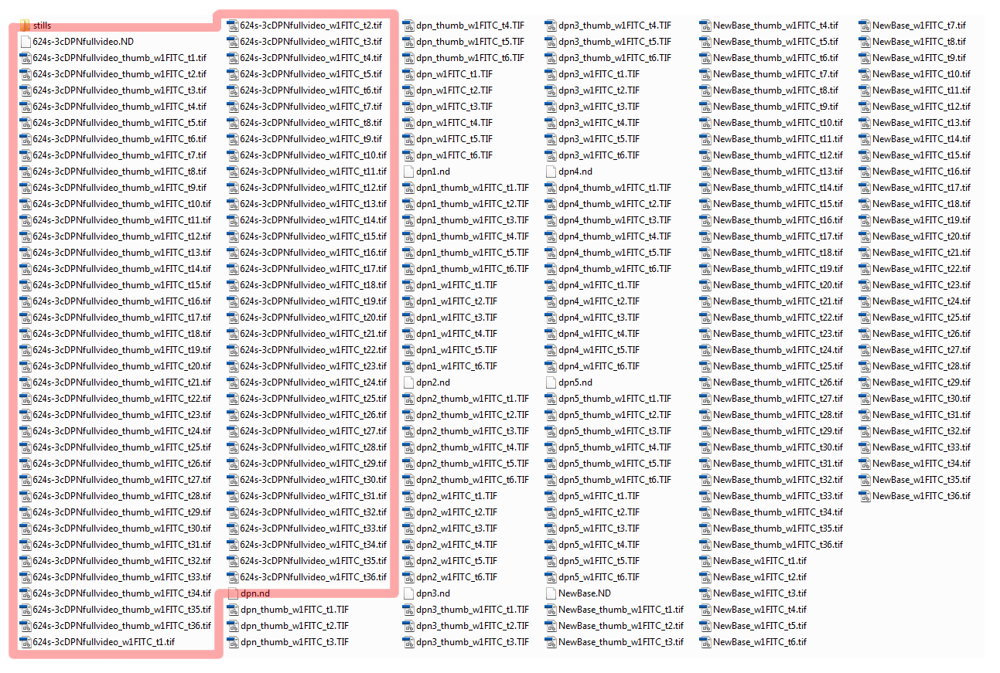 stills
624s-3cDPNfullvideo.ND
624s-3cDPNfullvideo_thumb_w1FITC_t1.tif
624s-3cDPNfullvideo_thumb_w1FITC_t2.tif
624s-3cDPNfullvideo_thumb_w1FITC_t3.tif
624s-3cDPNfullvideo_thumb_w1FITC_t4.tif
624s-3cDPNfullvideo_thumb_w1FITC_t5.tif
624s-3cDPNfullvideo_thumb_w1FITC_t6.tif
624s-3cDPNfullvideo_thumb_w1FITC_t7.tif
624s-3cDPNfullvideo_thumb_w1FITC_t8.tif
624s-3cDPNfullvideo_thumb_w1FITC_t9.tif
624s-3cDPNfullvideo_thumb_w1FITC_t10.tif
624s-3cDPNfullvideo_thumb_w1FITC_t11.tif
624s-3cDPNfullvideo_thumb_w1FITC_t12.tif
624s-3cDPNfullvideo_thumb_w1FITC_t13.tif
624s-3cDPNfullvideo_thumb_w1FITC_t14.tif
624s-3cDPNfullvideo_thumb_w1FITC_t15.tif
624s-3cDPNfullvideo_thumb_w1FITC_t16.tif
624s-3cDPNfullvideo_thumb_w1FITC_t17.tif
624s-3cDPNfullvideo_thumb_w1FITC_t18.tif
624s-3cDPNfullvideo_thumb_w1FITC_t19.tif
624s-3cDPNfullvideo_thumb_w1FITC_t20.tif
624s-3cDPNfullvideo_thumb_w1FITC_t21.tif
624s-3cDPNfullvideo_thumb_w1FITC_t22.tif
624s-3cDPNfullvideo_thumb_w1FITC_t23.tif
624s-3cDPNfullvideo_thumb_w1FITC_t24.tif
624s-3cDPNfullvideo_thumb_w1FITC_t25.tif
624s-3cDPNfullvideo_thumb_w1FITC_t26.tif
624s-3cDPNfullvideo_thumb_w1FITC_t27.tif
624s-3cDPNfullvideo_thumb_w1FITC_t28.tif
624s-3cDPNfullvideo_thumb_w1FITC_t29.tif
624s-3cDPNfullvideo_thumb_w1FITC_t30.tif
624s-3cDPNfullvideo_thumb_w1FITC_t31.tif
624s-3cDPNfullvideo_thumb_w1FITC_t32.tif
624s-3cDPNfullvideo_thumb_w1FITC_t33.tif
624s-3cDPNfullvideo_thumb_w1FITC_t34.tif
624s-3cDPNfullvideo_thumb_w1FITC_t35.tif
624s-3cDPNfullvideo_thumb_w1FITC_t36.tif
624s-3cDPNfullvideo_w1FITC_t1.tif
624s-3cDPNfullvideo_w1FITC_t2.tif
624s-3cDPNfullvideo_w1FITC_t3.tif
624s-3cDPNfullvideo_w1FITC_t4.tif
624s-3cDPNfullvideo_w1FITC_t5.tif
624s-3cDPNfullvideo_w1FITC_t6.tif
624s-3cDPNfullvideo_w1FITC_t7.tif
624s-3cDPNfullvideo_w1FITC_t8.tif
624s-3cDPNfullvideo_w1FITC_t9.tif
624s-3cDPNfullvideo_w1FITC_t10.tif
624s-3cDPNfullvideo_w1FITC_t11.tif
624s-3cDPNfullvideo_w1FITC_t12.tif
624s-3cDPNfullvideo_w1FITC_t13.tif
624s-3cDPNfullvideo_w1FITC_t14.tif
624s-3cDPNfullvideo_w1FITC_t15.tif
624s-3cDPNfullvideo_w1FITC_t16.tif
624s-3cDPNfullvideo_w1FITC_t17.tif
624s-3cDPNfullvideo_w1FITC_t18.tif
624s-3cDPNfullvideo_w1FITC_t19.tif
624s-3cDPNfullvideo_w1FITC_t20.tif
624s-3cDPNfullvideo_w1FITC_t21.tif
624s-3cDPNfullvideo_w1FITC_t22.tif
624s-3cDPNfullvideo_w1FITC_t23.tif
624s-3cDPNfullvideo_w1FITC_t24.tif
624s-3cDPNfullvideo_w1FITC_t25.tif
624s-3cDPNfullvideo_w1FITC_t26.tif
624s-3cDPNfullvideo_w1FITC_t27.tif
624s-3cDPNfullvideo_w1FITC_t28.tif
624s-3cDPNfullvideo_w1FITC_t29.tif
624s-3cDPNfullvideo_w1FITC_t30.tif
624s-3cDPNfullvideo_w1FITC_t31.tif
624s-3cDPNfullvideo_w1FITC_t32.tif
624s-3cDPNfullvideo_w1FITC_t33.tif
624s-3cDPNfullvideo_w1FITC_t34.tif
624s-3cDPNfullvideo_w1FITC_t35.tif
624s-3cDPNfullvideo_w1FITC_t36.tif
dpn.nd
dpn_thumb_w1FITC_t1.TIF
dpn_thumb_w1FITC_t2.TIF
dpn_thumb_w1FITC_t3.TIF
dpn_thumb_w1FITC_t4.TIF
dpn_thumb_w1FITC_t5.TIF
dpn_thumb_w1FITC_t6.TIF
dpn_w1FITC_t1.TIF
dpn_w1FITC_t2.TIF
dpn_w1FITC_t3.TIF
dpn_w1FITC_t4.TIF
dpn_w1FITC_t5.TIF
dpn_w1FITC_t6.TIF
dpn1.nd
dpn1_thumb_w1FITC_t1.TIF
dpn1_thumb_w1FITC_t2.TIF
dpn1_thumb_w1FITC_t3.TIF
dpn1_thumb_w1FITC_t4.TIF
dpn1_thumb_w1FITC_t5.TIF
dpn1_thumb_w1FITC_t6.TIF
dpn1_w1FITC_t1.TIF
dpn1_w1FITC_t2.TIF
dpn1_w1FITC_t3.TIF
dpn1_w1FITC_t4.TIF
dpn1_w1FITC_t5.TIF
dpn1_w1FITC_t6.TIF
dpn2.nd
dpn2_thumb_w1FITC_t1.TIF
dpn2_thumb_w1FITC_t2.TIF
dpn2_thumb_w1FITC_t3.TIF
dpn2_thumb_w1FITC_t4.TIF
dpn2_thumb_w1FITC_t5.TIF
dpn2_thumb_w1FITC_t6.TIF
dpn2_w1FITC_t1.TIF
dpn2_w1FITC_t2.TIF
dpn2_w1FITC_t3.TIF
dpn2_w1FITC_t4.TIF
dpn2_w1FITC_t5.TIF
dpn2_w1FITC_t6.TIF
dpn3.nd
dpn3_thumb_w1FITC_t1.TIF
dpn3_thumb_w1FITC_t2.TIF
dpn3_thumb_w1FITC_t3.TIF
dpn3_thumb_w1FITC_t4.TIF
dpn3_thumb_w1FITC_t5.TIF
dpn3_thumb_w1FITC_t6.TIF
dpn3_w1FITC_t1.TIF
dpn3_w1FITC_t2.TIF
dpn3_w1FITC_t3.TIF
dpn3_w1FITC_t4.TIF
dpn3_w1FITC_t5.TIF
dpn3_w1FITC_t6.TIF
dpn4.nd
dpn4_thumb_w1FITC_t1.TIF
dpn4_thumb_w1FITC_t2.TIF
dpn4_thumb_w1FITC_t3.TIF
dpn4_thumb_w1FITC_t4.TIF
dpn4_thumb_w1FITC_t5.TIF
dpn4_thumb_w1FITC_t6.TIF
dpn4_w1FITC_t1.TIF
dpn4_w1FITC_t2.TIF
dpn4_w1FITC_t3.TIF
dpn4_w1FITC_t4.TIF
dpn4_w1FITC_t5.TIF
dpn4_w1FITC_t6.TIF
dpn5.nd
dpn5_thumb_w1FITC_t1.TIF
dpn5_thumb_w1FITC_t2.TIF
dpn5_thumb_w1FITC_t3.TIF
dpn5_thumb_w1FITC_t4.TIF
dpn5_thumb_w1FITC_t5.TIF
dpn5_thumb_w1FITC_t6.TIF
dpn5_w1FITC_t1.TIF
dpn5_w1FITC_t2.TIF
dpn5_w1FITC_t3.TIF
dpn5_w1FITC_t4.TIF
dpn5_w1FITC_t5.TIF
dpn5_w1FITC_t6.TIF
NewBase.ND
NewBase_thumb_w1FITC_t1.tif
NewBase_thumb_w1FITC_t2.tif
NewBase_thumb_w1FITC_t3.tif
NewBase_thumb_w1FITC_t4.tif
NewBase_thumb_w1FITC_t5.tif
NewBase_thumb_w1FITC_t6.tif
NewBase_thumb_w1FITC_t7.tif
NewBase_thumb_w1FITC_t8.tif
NewBase_thumb_w1FITC_t9.tif
NewBase_thumb_w1FITC_t10.tif
NewBase_thumb_w1FITC_t11.tif
NewBase_thumb_w1FITC_t12.tif
NewBase_thumb_w1FITC_t13.tif
NewBase_thumb_w1FITC_t14.tif
NewBase_thumb_w1FITC_t15.tif
NewBase_thumb_w1FITC_t16.tif
NewBase_thumb_w1FITC_t17.tif
NewBase_thumb_w1FITC_t18.tif
NewBase_thumb_w1FITC_t19.tif
NewBase_thumb_w1FITC_t20.tif
NewBase_thumb_w1FITC_t21.tif
NewBase_thumb_w1FITC_t22.tif
NewBase_thumb_w1FITC_t23.tif
NewBase_thumb_w1FITC_t24.tif
NewBase_thumb_w1FITC_t25.tif
NewBase_thumb_w1FITC_t26.tif
NewBase_thumb_w1FITC_t27.tif
NewBase_thumb_w1FITC_t28.tif
NewBase_thumb_w1FITC_t29.tif
NewBase_thumb_w1FITC_t30.tif
NewBase_thumb_w1FITC_t31.tif
NewBase_thumb_w1FITC_t32.tif
NewBase_thumb_w1FITC_t33.tif
NewBase_thumb_w1FITC_t34.tif
NewBase_thumb_w1FITC_t35.tif
NewBase_thumb_w1FITC_t36.tif
NewBase_w1FITC_t1.tif
NewBase_w1FITC_t2.tif
NewBase_w1FITC_t3.tif
NewBase_w1FITC_t4.tif
NewBase_w1FITC_t5.tif
NewBase_w1FITC_t6.tif
NewBase_w1FITC_t7.tif
NewBase_w1FITC_t8.tif
NewBase_w1FITC_t9.tif
NewBase_w1FITC_t10.tif
NewBase_w1FITC_t11.tif
NewBase_w1FITC_t12.tif
NewBase_w1FITC_t13.tif
NewBase_w1FITC_t14.tif
NewBase_w1FITC_t15.tif
NewBase_w1FITC_t16.tif
NewBase_w1FITC_t17.tif
NewBase_w1FITC_t18.tif
NewBase_w1FITC_t19.tif
NewBase_w1FITC_t20.tif
NewBase_w1FITC_t21.tif
NewBase_w1FITC_t22.tif
NewBase_w1FITC_t23.tif
NewBase_w1FITC_t24.tif
NewBase_w1FITC_t25.tif
NewBase_w1FITC_t26.tif
NewBase_w1FITC_t27.tif
NewBase_w1FITC_t28.tif
NewBase_w1FITC_t29.tif
NewBase_w1FITC_t30.tif
NewBase_w1FITC_t31.tif
NewBase_w1FITC_t32.tif
NewBase_w1FITC_t33.tif
NewBase_w1FITC_t34.tif
NewBase_w1FITC_t35.tif
NewBase_w1FITC_t36.tif